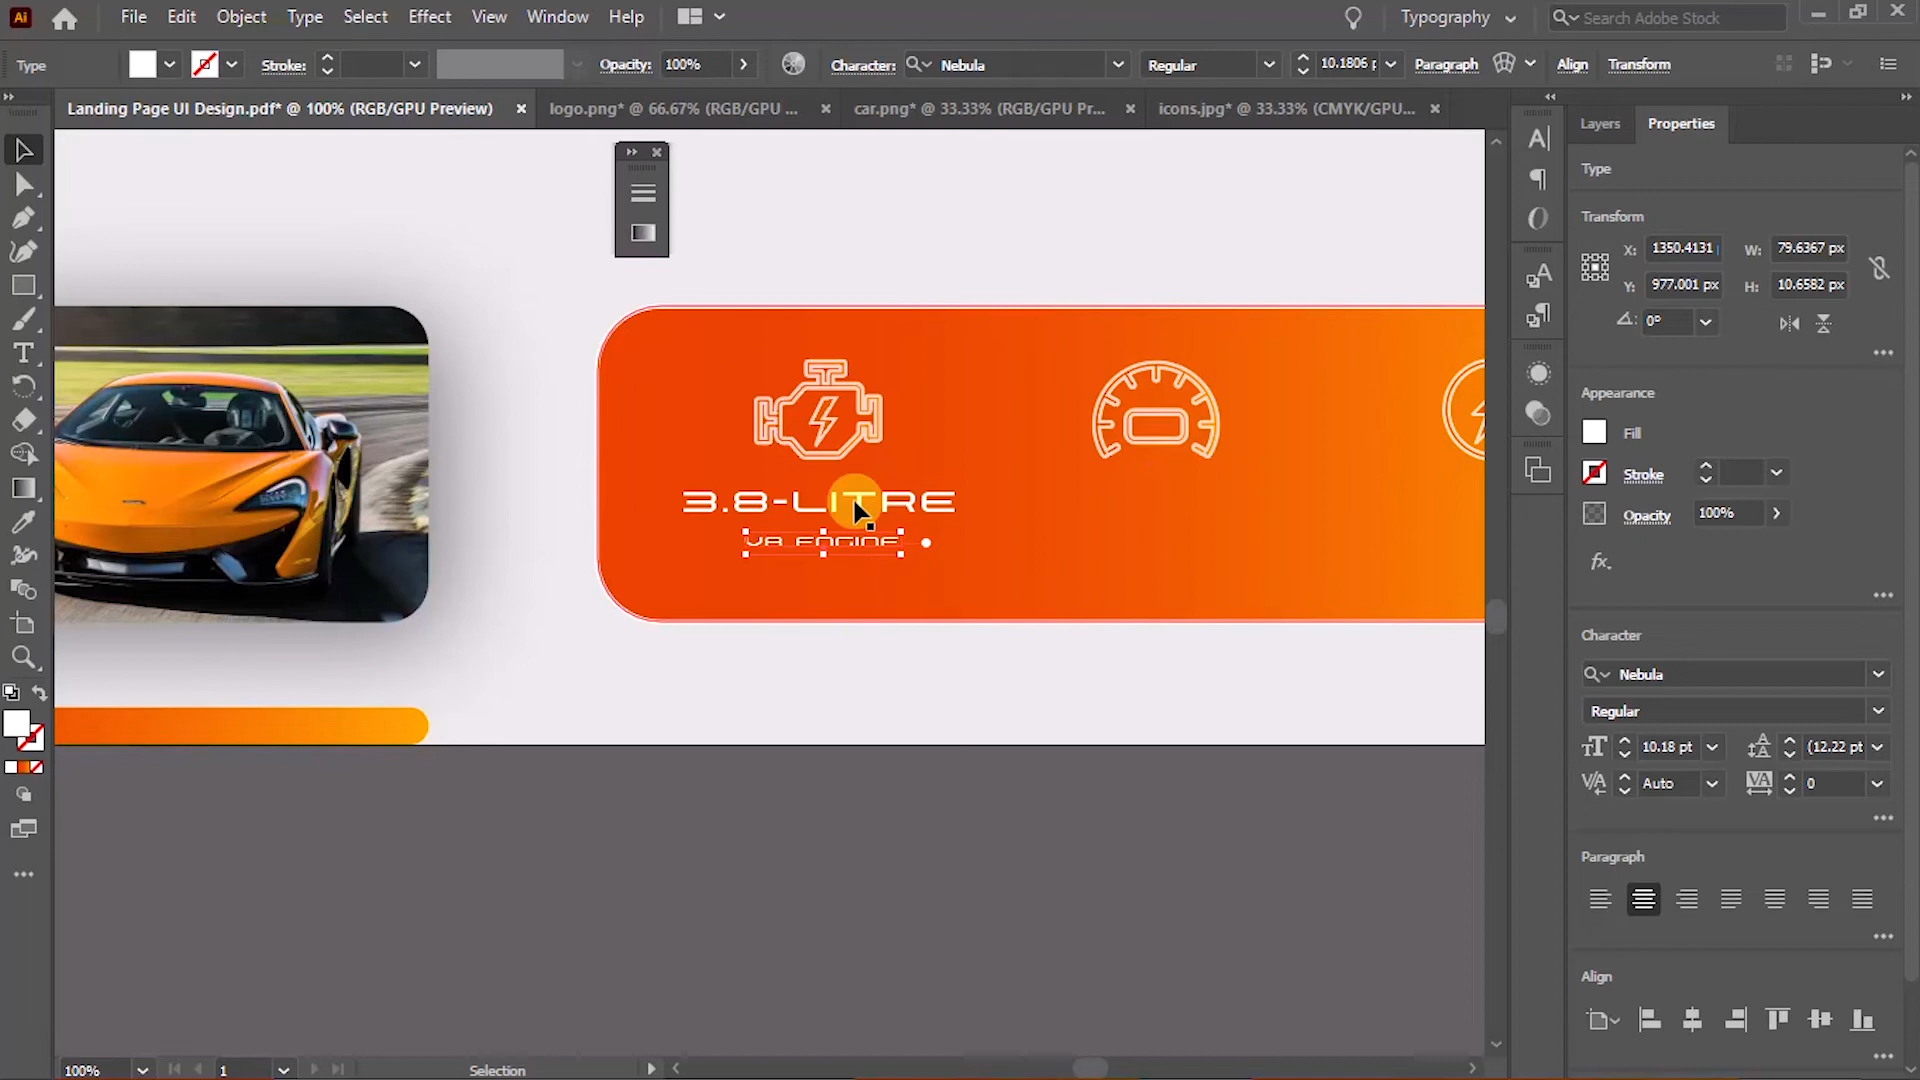 Ai File Edit Object Type Select Effect View Window Help Typography Search Adobe Stock
Type Stroke: Opacity: 100% Character: Nebula Regular 10.1806 p Paragraph Align Transform
Landing Page UI Design.pdf* @ 100% (RGB/GPU Preview) logo.png* @ 66.67% (RGB/GPU ... car.png* @ 33.33% (RGB/GPU Pr... icons.jpg* @ 33.33% (CMYK/GPU...
Layers Properties
Type
Transform
X: 1350.4131 W: 79.6367 px
Y: 977.001 px H: 10.6582 px
0°
Appearance
Fill
Stroke
Opacity 100%
fx.
Character
Nebula
Regular
10.18 pt (12.22 pt
Auto 0
Paragraph
Align
3.8-LITRE
V8 ENGINE
100% 1 Selection